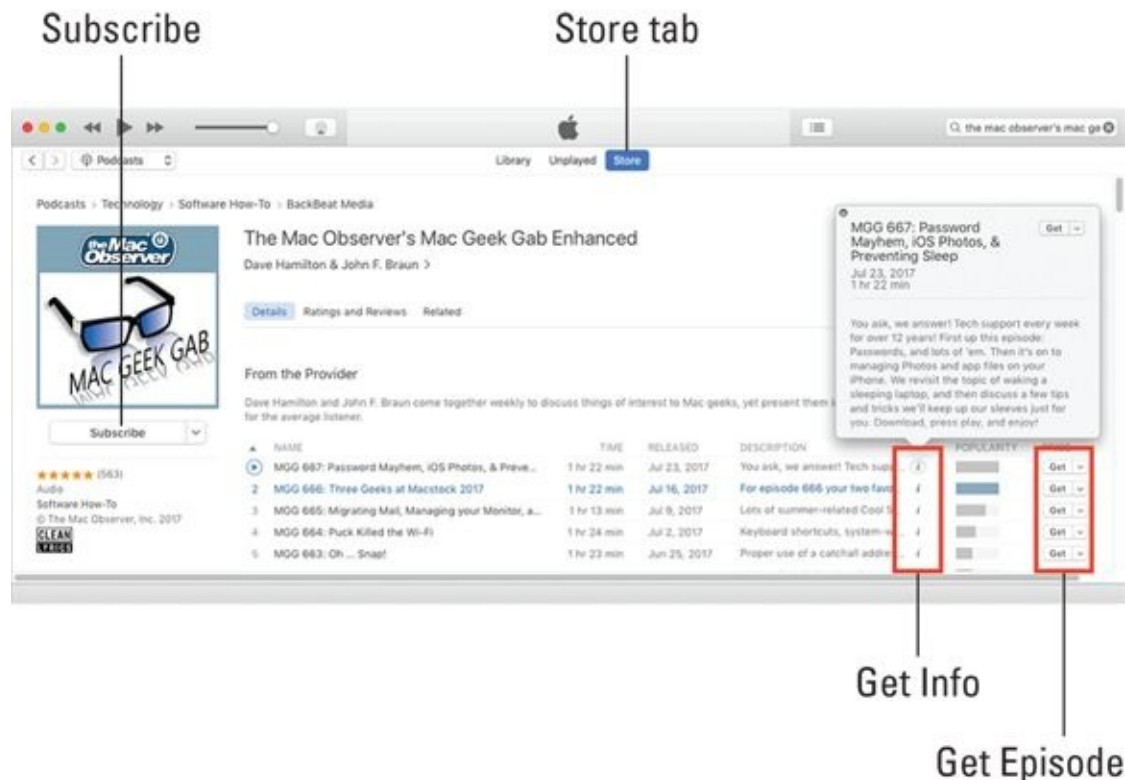 Subscribe
Store tab
the mac observer's mac ge
Podcasts
Library Unplayed Store
Podcasts Technology Software How-To BackBeat Media
the Mac Observer
MAC GEEK GAB
Subscribe
(563)
Audio
Software How-To
© The Mac Observer, Inc. 2017
CLEAN
LYRICS
The Mac Observer's Mac Geek Gab Enhanced
Dave Hamilton & John F. Braun >
Details Ratings and Reviews Related
From the Provider
Dave Hamilton and John F. Braun come together weekly to discuss things of interest to Mac geeks, yet present them
for the average listener.
MGG 667: Password Mayhem, iOS Photos, & Preventing Sleep
Get
Jul 23, 2017
1 hr 22 min
You ask, we answer! Tech support every week
for over 12 years! First up this episode:
Passwords, and lots of 'em. Then it's on to
managing Photos and app files on your
iPhone. We revisit the topic of waking a
sleeping laptop, and then discuss a few tips
and tricks we'll keep up our sleeves just for
you. Download, press play, and enjoy!
NAME TIME RELEASED DESCRIPTION POPULARITY
MGG 667: Password Mayhem, iOS Photos, & Preve... 1 hr 22 min Jul 23, 2017 You ask, we answer! Tech supp... i Get
2 MGG 666: Three Geeks at Macstock 2017 1 hr 22 min Jul 16, 2017 For episode 666 your two favo... i Get
3 MGG 665: Migrating Mail, Managing your Monitor, a... 1 hr 13 min Jul 9, 2017 Lots of summer-related Cool S... i Get
4 MGG 664: Puck Killed the Wi-Fi 1 hr 24 min Jul 2, 2017 Keyboard shortcuts, system-w... i Get
5 MGG 663: Oh ... Snap! 1 hr 23 min Jun 25, 2017 Proper use of a catchall addre... i Get
Get Info
Get Episode